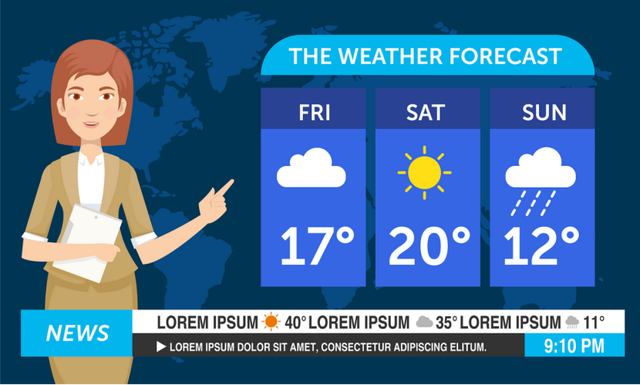 THE WEATHER FORECAST
FRI SAT SUN
17° 20° 12°
NEWS
LOREM IPSUM 40° LOREM IPSUM 35° LOREM IPSUM 11°
LOREM IPSUM DOLOR SIT AMET, CONSECTETUR ADIPISCING ELITUM.
9:10 PM